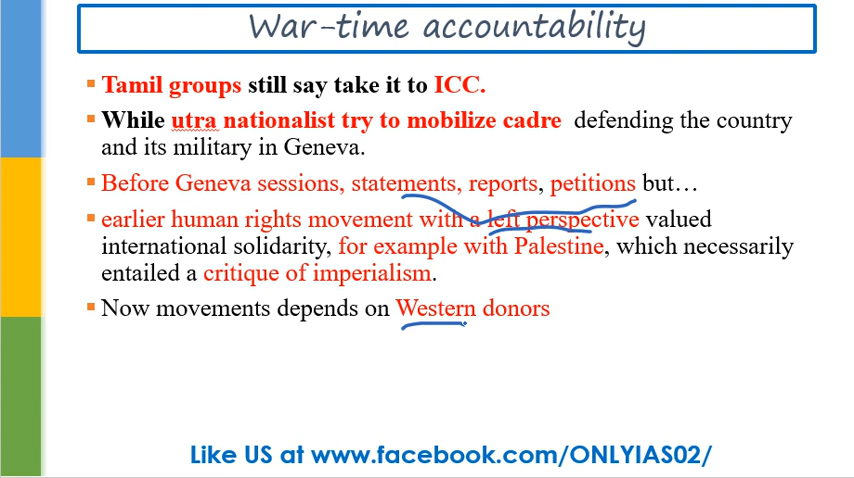 War-time accountability
Tamil groups still say take it to ICC.
While utra nationalist try to mobilize cadre defending the country
and its military in Geneva.
Before Geneva sessions, statements, reports, petitions but…
earlier human rights movement with a left perspective valued
international solidarity, for example with Palestine, which necessarily
entailed a critique of imperialism.
Now movements depends on Western donors
Like US at www.facebook.com/ONLYIAS02/